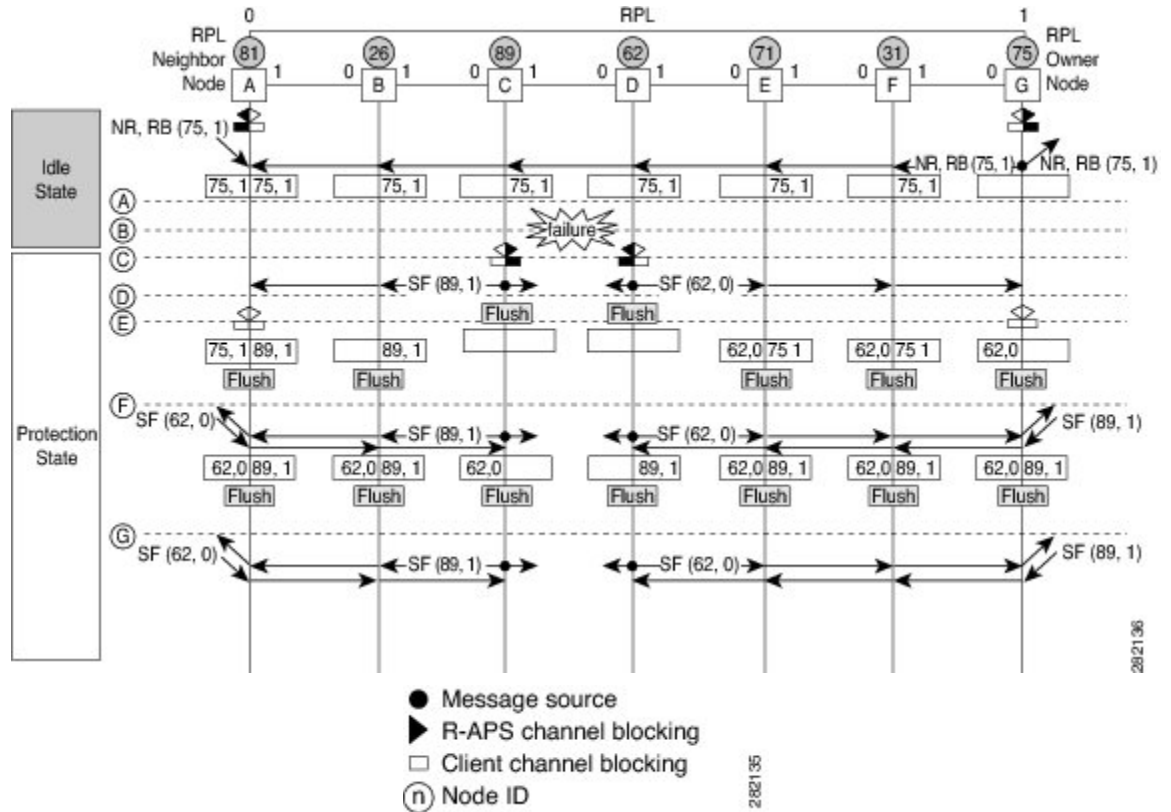 0 RPL 1
RPL Neighbor Node
81 26 89 62 71 31 75
RPL Owner Node
A 1 0 B 1 0 C 1 0 D 1 0 E 1 0 F 1 0 G
Idle State
NR, RB (75, 1)
NR, RB (75, 1) NR, RB (75, 1)
75, 1 75, 1 75, 1 75, 1 75, 1 75, 1 75, 1
A
B
failure
C
SF (89, 1) SF (62, 0)
D
Flush Flush
E
75, 1 89, 1 89, 1 62,0 75 1 62,0 75 1 62,0
Flush Flush Flush Flush Flush
Protection State
F
SF (62, 0) SF (89, 1) SF (62, 0) SF (89, 1)
62,0 89, 1 62,0 89, 1 62,0 89, 1 62,0 89, 1 62,0 89, 1 62,0 89, 1
Flush Flush Flush Flush Flush
G
SF (62, 0) SF (89, 1) SF (62, 0) SF (89, 1)
282136
Message source
R-APS channel blocking
Client channel blocking
n Node ID
282135